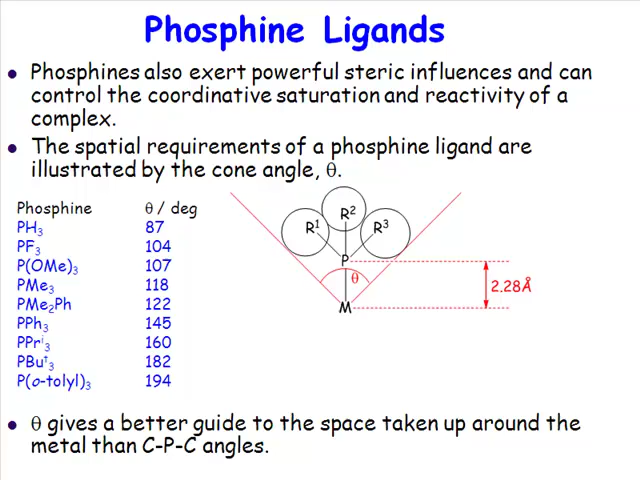 Phosphine Ligands
• Phosphines also exert powerful steric influences and can
control the coordinative saturation and reactivity of a
complex.
• The spatial requirements of a phosphine ligand are
illustrated by the cone angle, θ.
Phosphine θ / deg
PH₃ 87
PF₃ 104
P(OMe)₃ 107
PMe₃ 118
PMe₂Ph 122
PPh₃ 145
PPrⁱ₃ 160
PBuᵗ₃ 182
P(o-tolyl)₃ 194
R¹ R² R³
P
θ
M
2.28Å
• θ gives a better guide to the space taken up around the
metal than C-P-C angles.